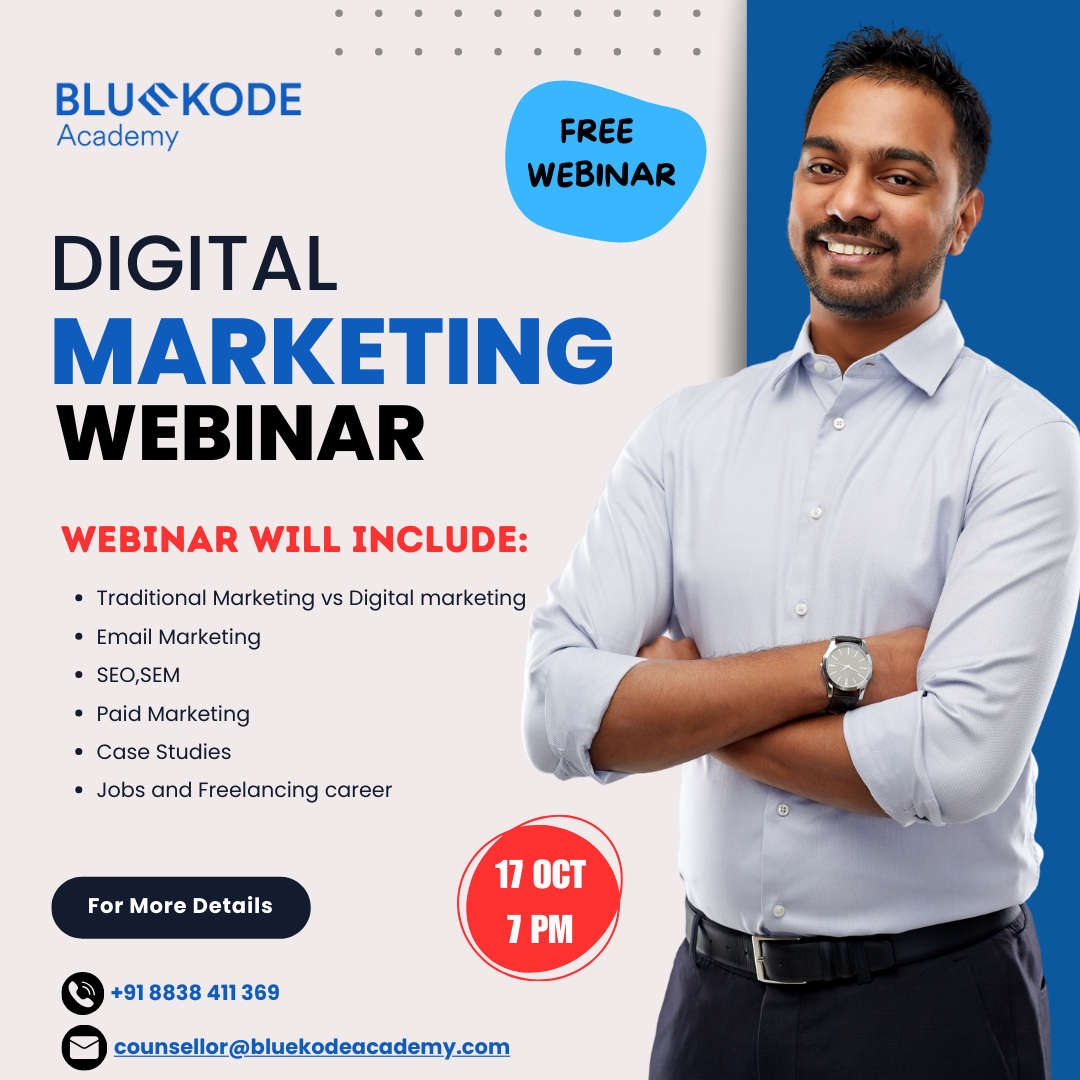 BLUEKODE
Academy
FREE
WEBINAR
DIGITAL
MARKETING
WEBINAR
WEBINAR WILL INCLUDE:
• Traditional Marketing vs Digital marketing
• Email Marketing
• SEO,SEM
• Paid Marketing
• Case Studies
• Jobs and Freelancing career
17 OCT
7 PM
For More Details
+91 8838 411 369
counsellor@bluekodeacademy.com